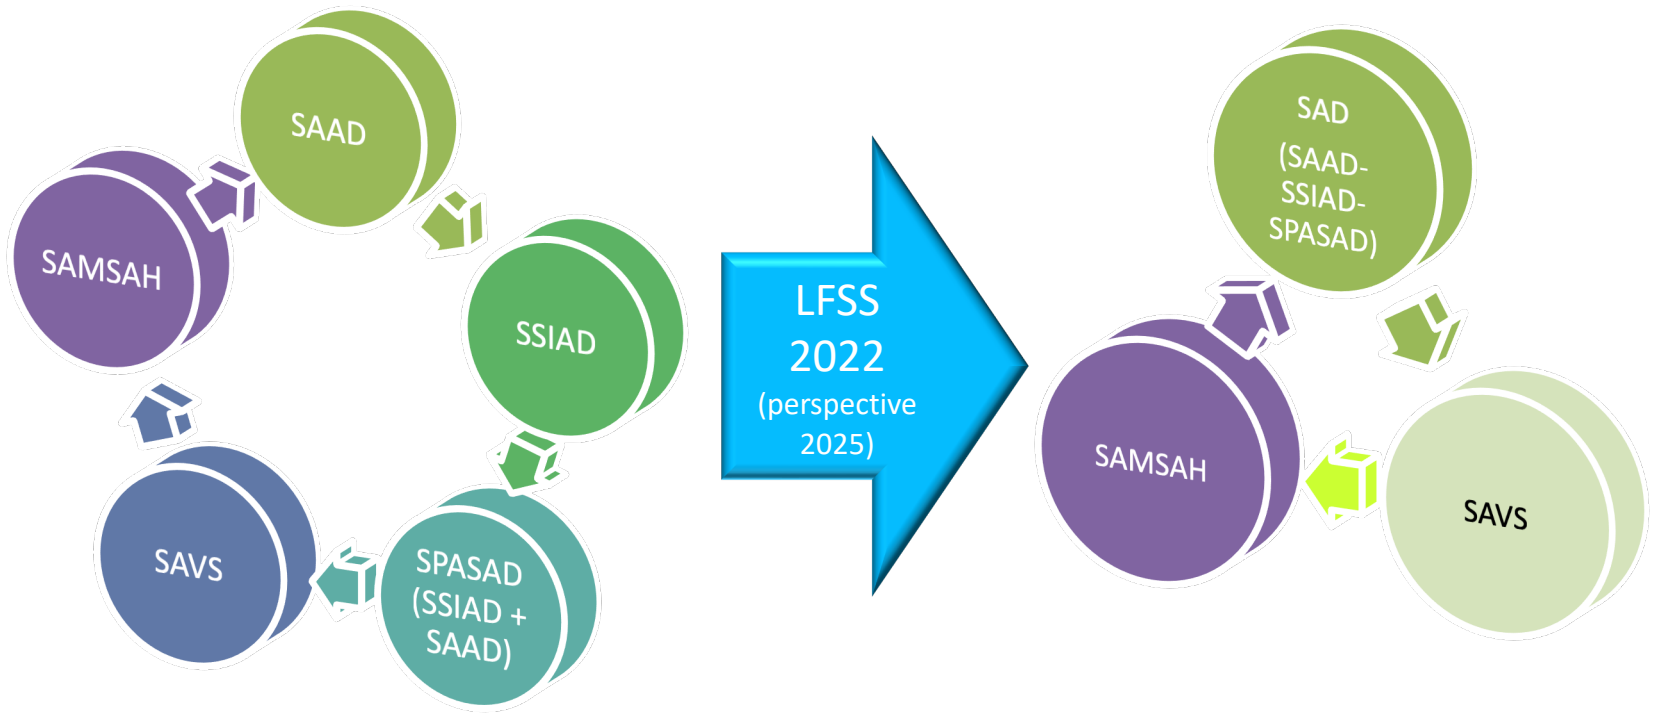 SAAD
SAMSAH
SSIAD
SAVS
SPASAD
(SSIAD +
SAAD)
LFSS
2022
(perspective
2025)
SAD
(SAAD-
SSIAD-
SPASAD)
SAMSAH
SAVS